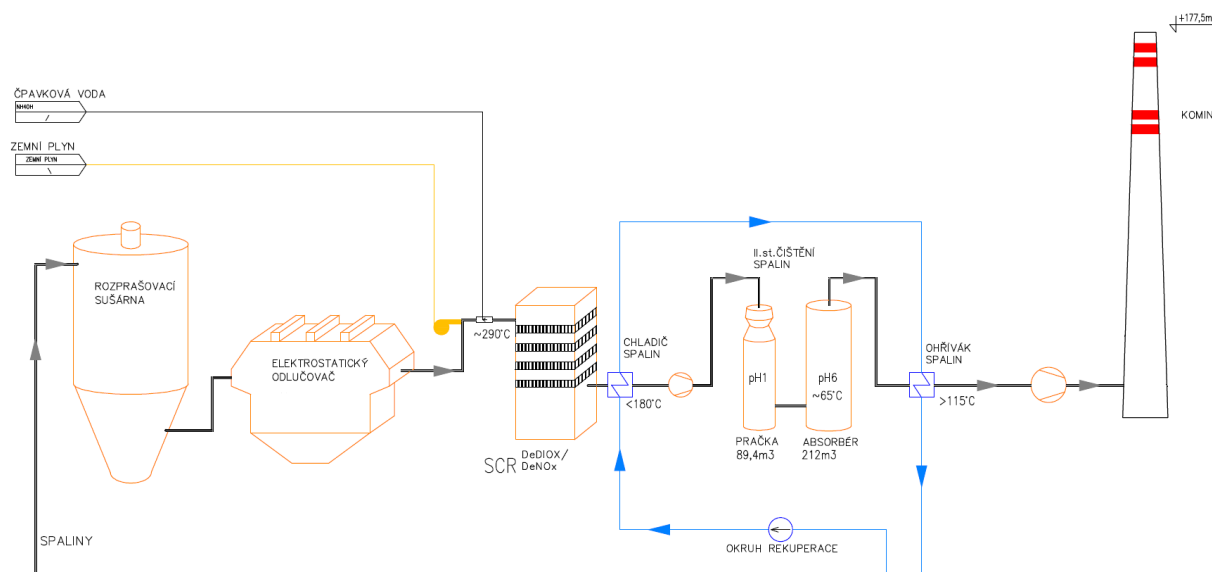 +177,5m
ČPAVKOVÁ VODA
NH4OH
/
KOMIN
ZEMNÍ PLYN
ZEMNÍ PLYN
\
II.st.ČIŠTĚNÍ
SPALIN
ROZPRAŠOVACÍ
SUŠÁRNA
~290°C
CHLADIČ
SPALIN
OHŘÍVÁK
SPALIN
ELEKTROSTATICKÝ
ODLUČOVAČ
pH1
pH6
~65°C
<180°C
>115°C
PRAČKA
89,4m3
ABSORBÉR
212m3
SCR
DeDIOX/
DeNOx
SPALINY
OKRUH REKUPERACE